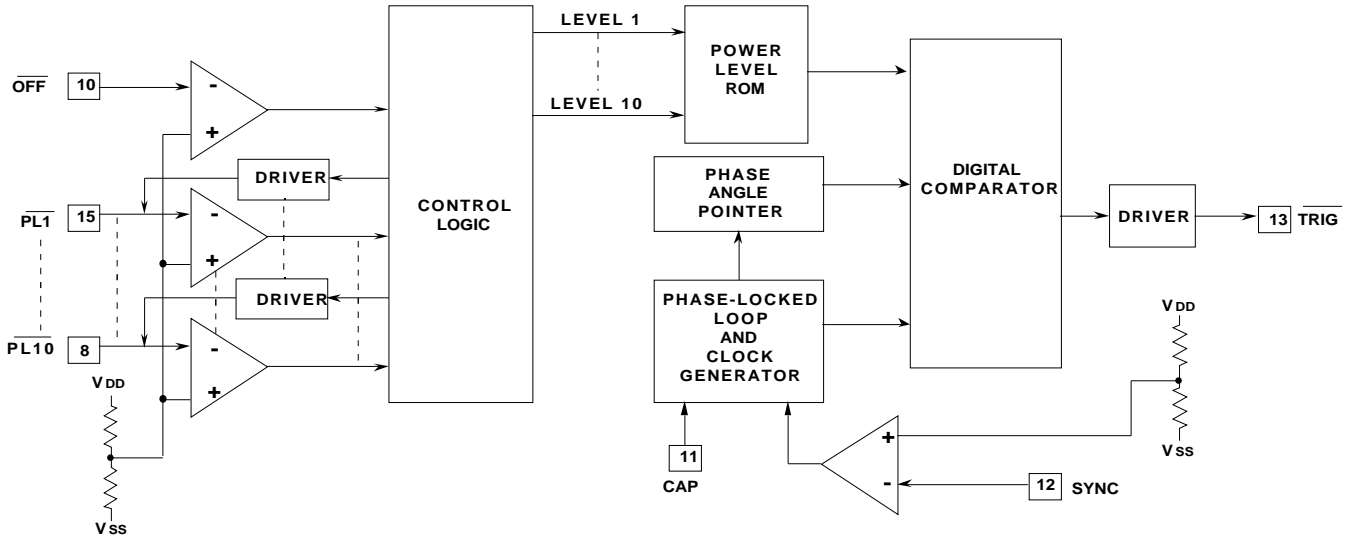 OFF
10
-
+
PL1
15
-
+
PL10
8
-
+
VDD
VSS
DRIVER
DRIVER
CONTROL
LOGIC
LEVEL 1
LEVEL 10
POWER
LEVEL
ROM
PHASE
ANGLE
POINTER
PHASE-LOCKED
LOOP
AND
CLOCK
GENERATOR
11
CAP
DIGITAL
COMPARATOR
DRIVER
13
TRIG
VDD
VSS
+
-
12
SYNC